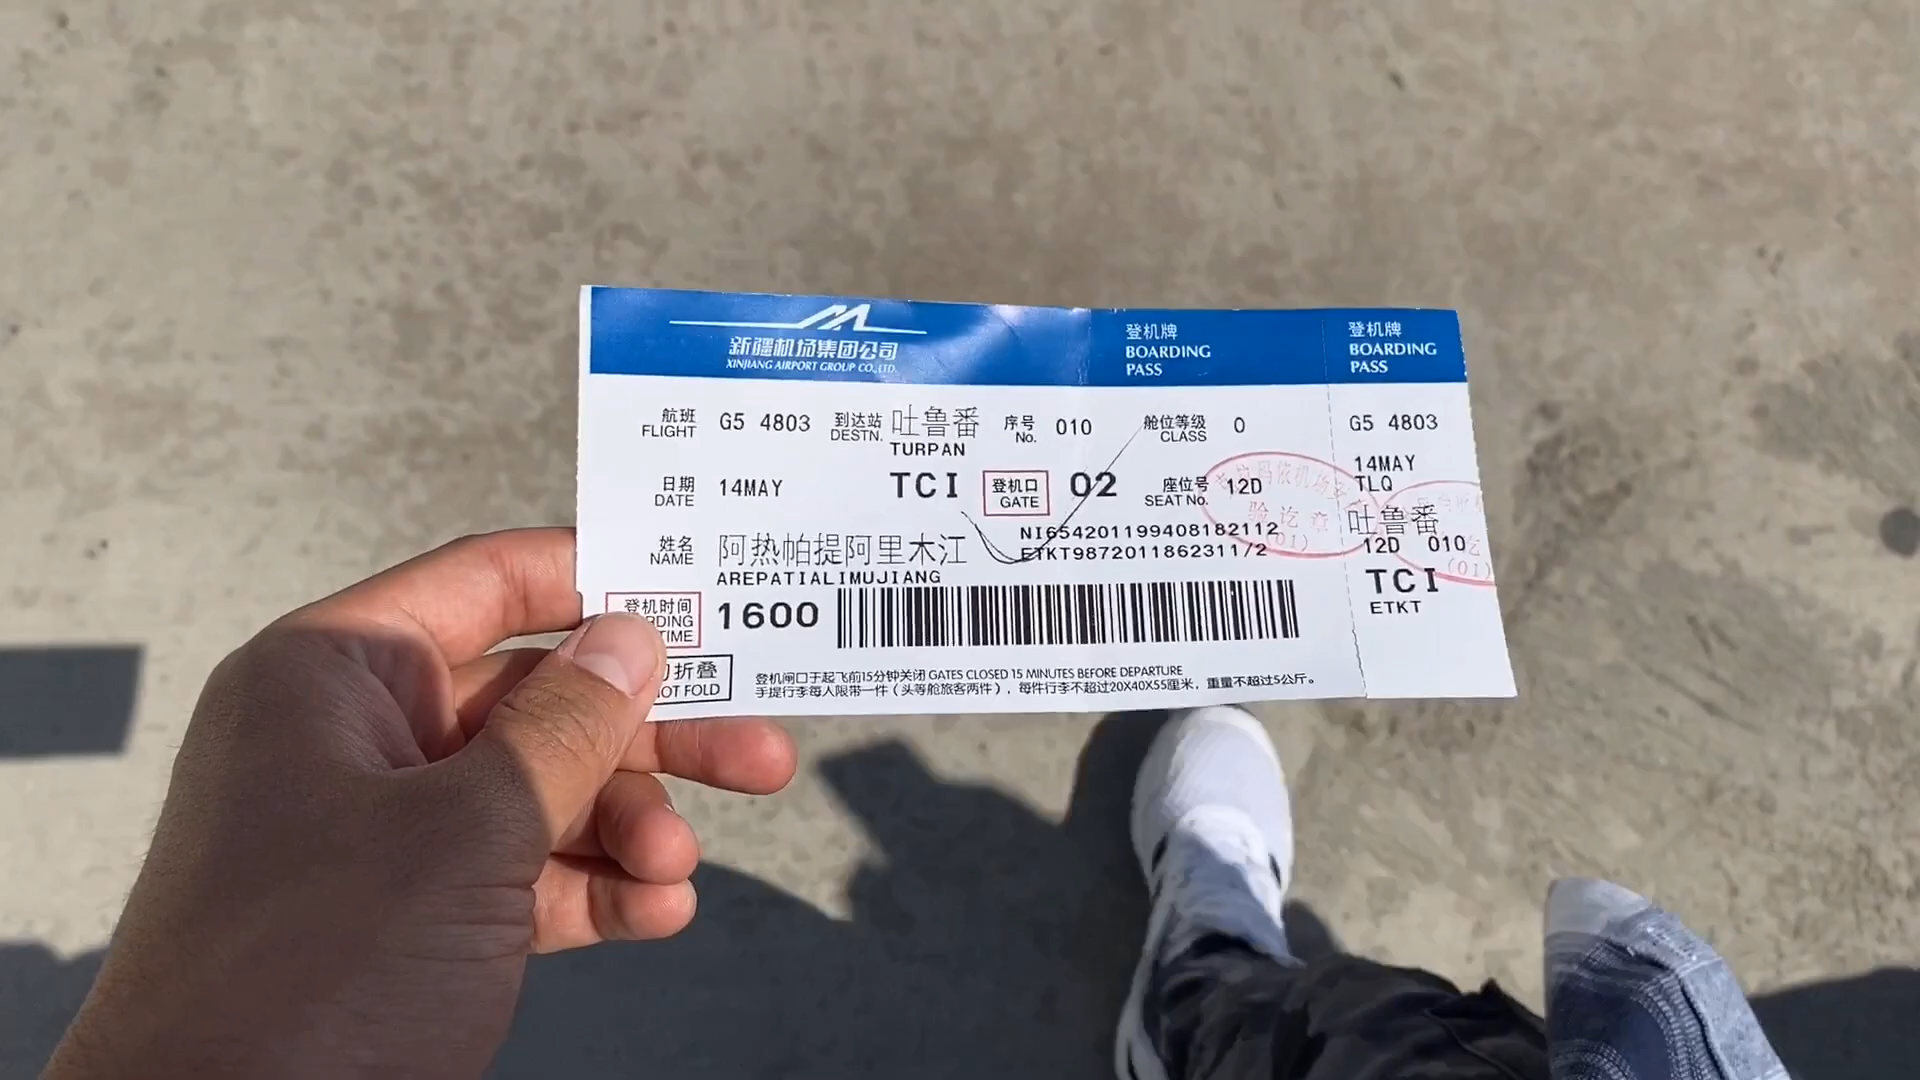 新疆机场集团公司
XINJIANG AIRPORT GROUP CO.,LTD.
登机牌
BOARDING
PASS
登机牌
BOARDING
PASS
航班 FLIGHT G5 4803 到达站 DESTN. 吐鲁番 序号 No. 010 舱位等级 CLASS O
TURPAN
日期 DATE 14MAY TCI 登机口 GATE 02 座位号 SEAT No. 12D
NI654201199408182112
姓名 NAME 阿热帕提阿里木江 ETKT9872011862311/2
AREPATIALIMUJIANG
登机时间 RDING TIME 1600
折叠
OT FOLD
登机闸口于起飞前15分钟关闭 GATES CLOSED 15 MINUTES BEFORE DEPARTURE
手提行李每人限带一件（头等舱旅客两件），每件行李不超过20X40X55厘米，重量不超过5公斤。
验讫章
(01)
G5 4803
14MAY
TLQ
吐鲁番
12D 010
TCI
ETKT
讫
(01)